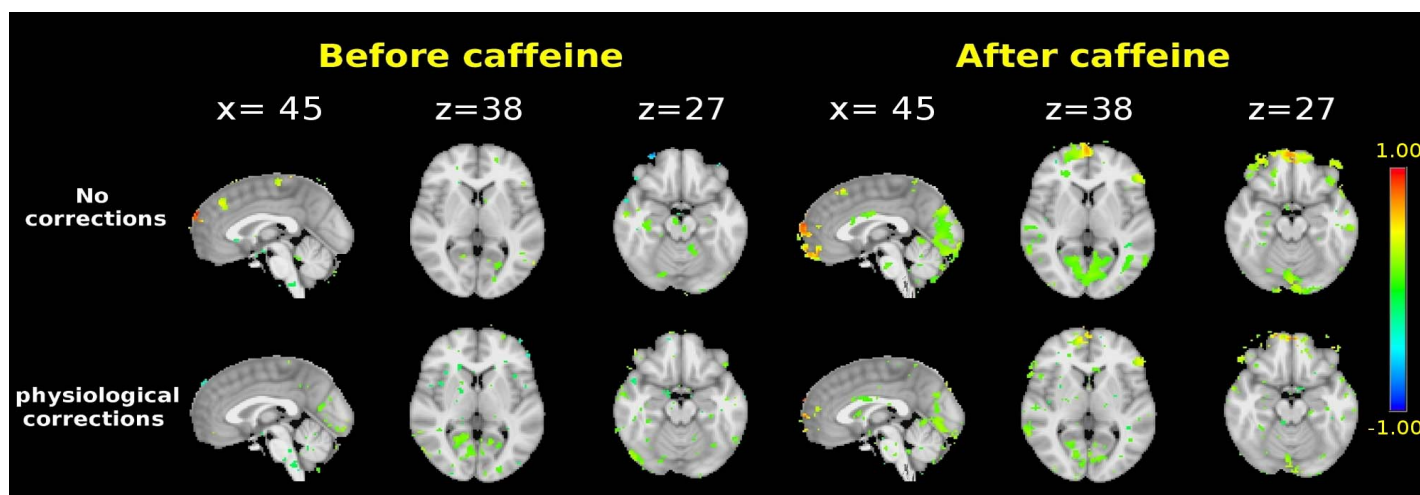 Before caffeine After caffeine
x= 45 z=38 z=27 x= 45 z=38 z=27
No
corrections
1.00
physiological
corrections
-1.00